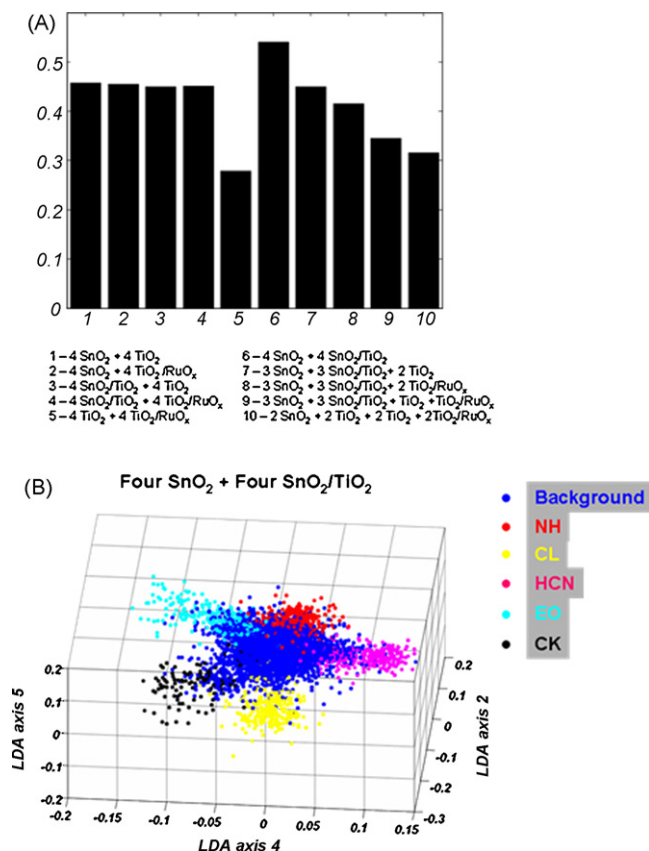 (A)
0.5
0.4
0.3
0.2
0.1
0
1 2 3 4 5 6 7 8 9 10
1 – 4 SnO₂ + 4 TiO₂
2 – 4 SnO₂ + 4 TiO₂/RuOₓ
3 – 4 SnO₂/TiO₂ + 4 TiO₂
4 – 4 SnO₂/TiO₂ + 4 TiO₂/RuOₓ
5 – 4 TiO₂ + 4 TiO₂/RuOₓ
6 – 4 SnO₂ + 4 SnO₂/TiO₂
7 – 3 SnO₂ + 3 SnO₂/TiO₂ + 2 TiO₂
8 – 3 SnO₂ + 3 SnO₂/TiO₂ + 2 TiO₂/RuOₓ
9 – 3 SnO₂ + 3 SnO₂/TiO₂ + TiO₂ + TiO₂/RuOₓ
10 – 2 SnO₂ + 2 TiO₂ + 2 TiO₂ + 2TiO₂/RuOₓ
(B)
Four SnO₂ + Four SnO₂/TiO₂
Background
NH
CL
HCN
EO
CK
LDA axis 5
0.2
0.1
0
-0.1
-0.2
-0.2 -0.15 -0.1 -0.05 0 0.05 0.1 0.15
LDA axis 4
0.2
0.1
0
-0.1
-0.2
-0.3
LDA axis 2